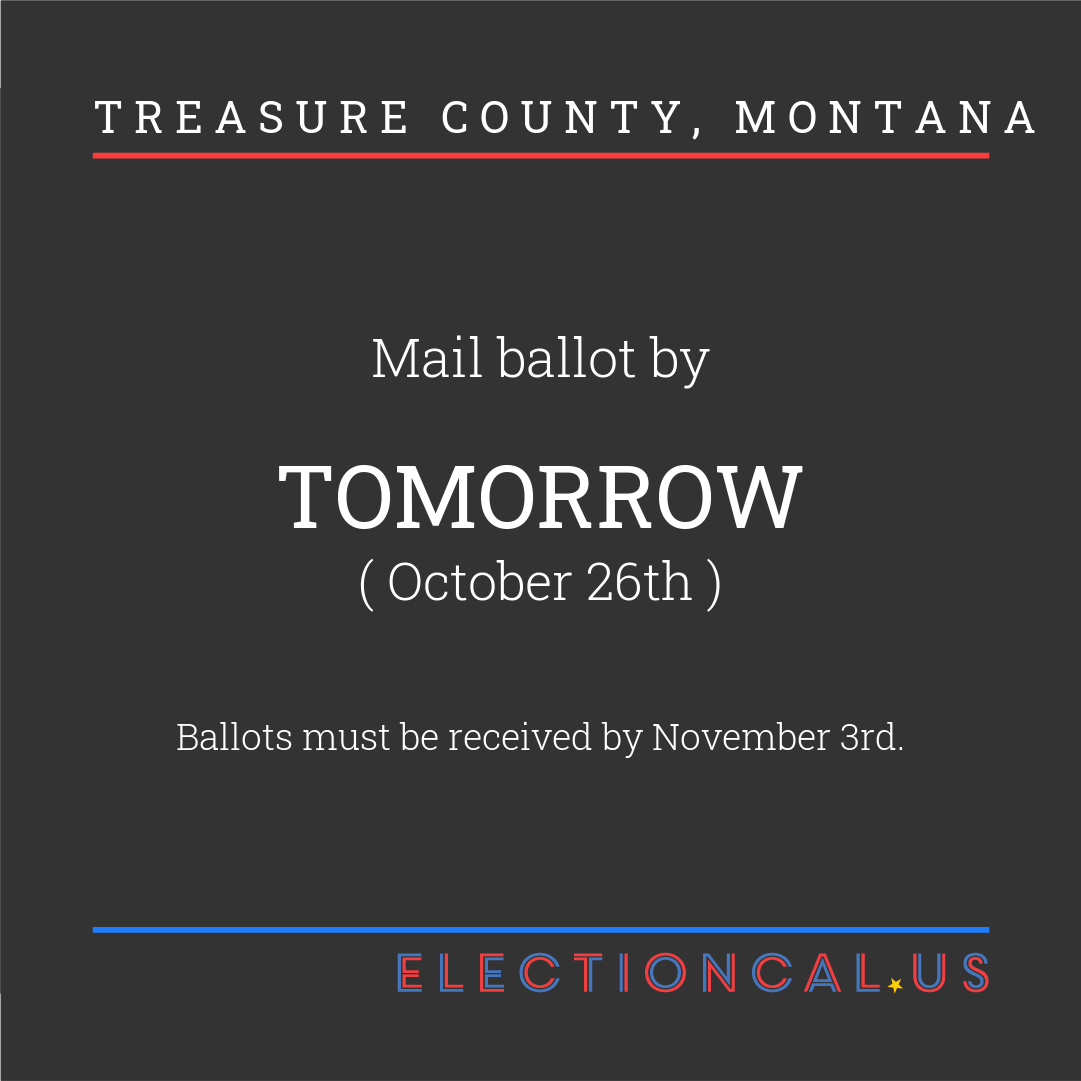 TREASURE COUNTY, MONTANA
Mail ballot by
TOMORROW
( October 26th )
Ballots must be received by November 3rd.
ELECTIONCAL.US